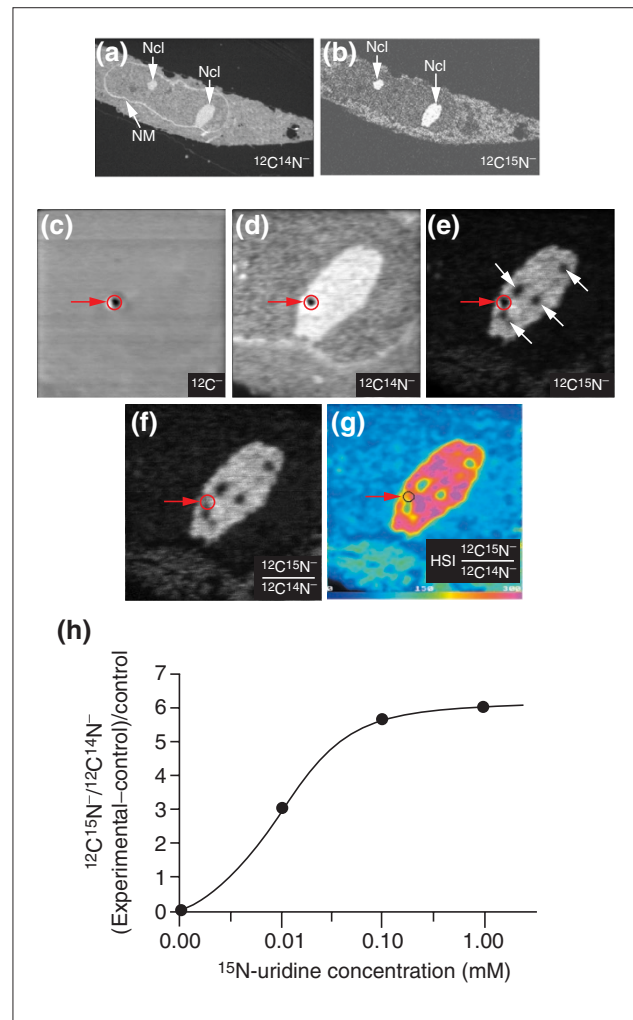 (a) Ncl Ncl NM ¹²C¹⁴N⁻
(b) Ncl Ncl ¹²C¹⁵N⁻
(c) ¹²C⁻
(d) ¹²C¹⁴N⁻
(e) ¹²C¹⁵N⁻
(f) ¹²C¹⁵N⁻
¹²C¹⁴N⁻
(g) HSI ¹²C¹⁵N⁻
¹²C¹⁴N⁻
150 300
(h)
¹²C¹⁵N⁻/¹²C¹⁴N⁻
(Experimental–control)/control
7
6
5
4
3
2
1
0
0.00 0.01 0.10 1.00
¹⁵N-uridine concentration (mM)